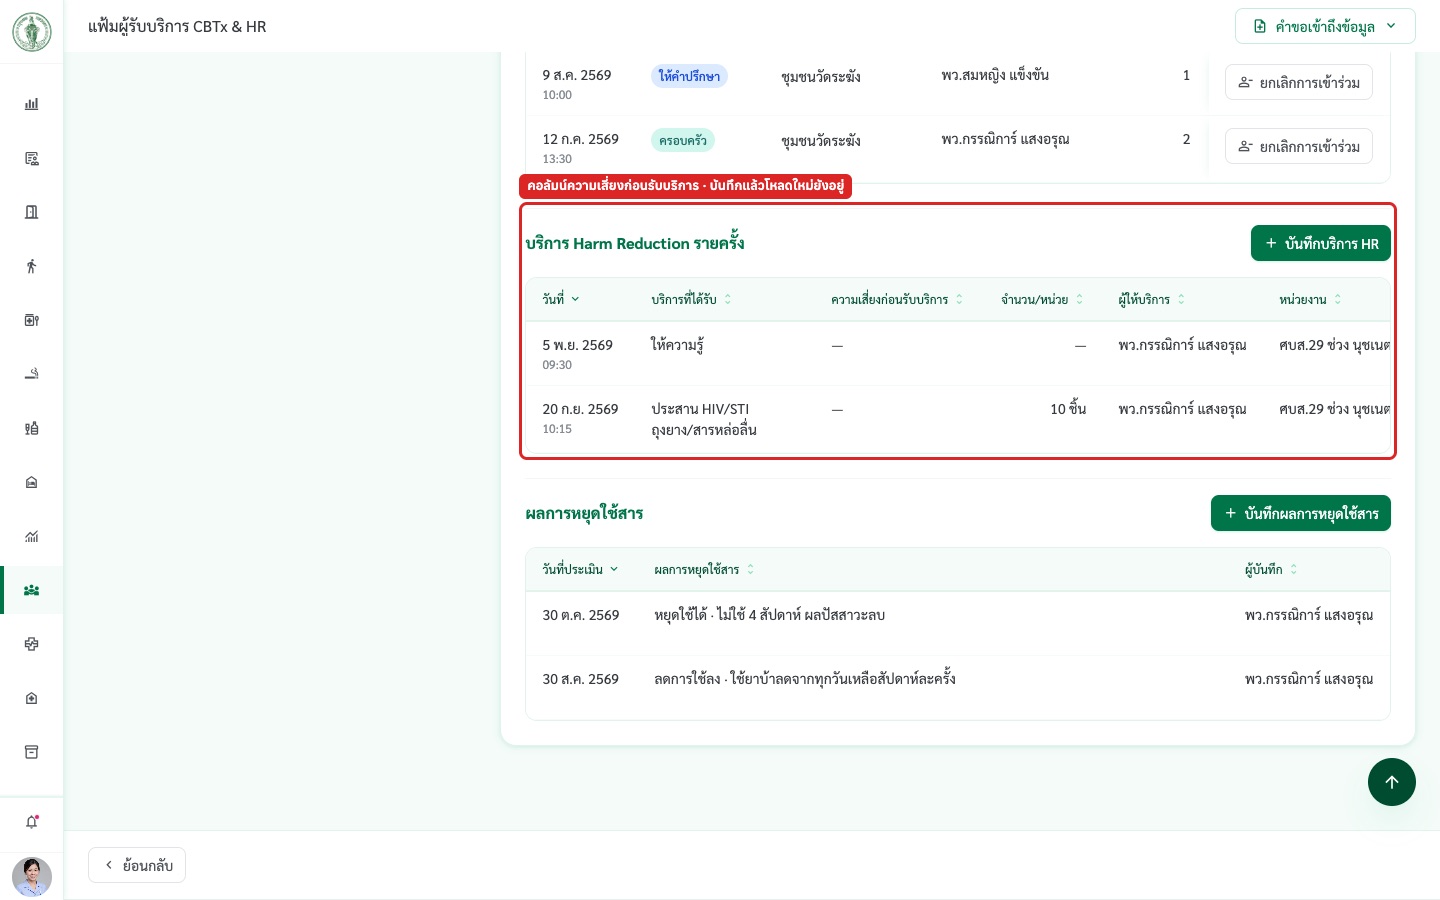 แฟ้มผู้รับบริการ CBTx & HR
คำขอเข้าถึงข้อมูล
9 ส.ค. 2569 ให้คำปรึกษา ชุมชนวัดระฆัง พว.สมหญิง แข็งขัน 1 ยกเลิกการเข้าร่วม
10:00
12 ก.ค. 2569 ครอบครัว ชุมชนวัดระฆัง พว.กรรณิการ์ แสงอรุณ 2 ยกเลิกการเข้าร่วม
13:30
คอลัมน์ความเสี่ยงก่อนรับบริการ · บันทึกแล้วโหลดใหม่ยังอยู่
บริการ Harm Reduction รายครั้ง
+ บันทึกบริการ HR
วันที่ บริการที่ได้รับ ความเสี่ยงก่อนรับบริการ จำนวน/หน่วย ผู้ให้บริการ หน่วยงาน
5 พ.ย. 2569 ให้ความรู้ — — พว.กรรณิการ์ แสงอรุณ ศบส.29 ช่วง นุชเนต
09:30
20 ก.ย. 2569 ประสาน HIV/STI — 10 ชิ้น พว.กรรณิการ์ แสงอรุณ ศบส.29 ช่วง นุชเนต
10:15 ถุงยาง/สารหล่อลื่น
ผลการหยุดใช้สาร
+ บันทึกผลการหยุดใช้สาร
วันที่ประเมิน ผลการหยุดใช้สาร ผู้บันทึก
30 ต.ค. 2569 หยุดใช้ได้ · ไม่ใช้ 4 สัปดาห์ ผลปัสสาวะลบ พว.กรรณิการ์ แสงอรุณ
30 ส.ค. 2569 ลดการใช้ลง · ใช้ยาบ้าลดจากทุกวันเหลือสัปดาห์ละครั้ง พว.กรรณิการ์ แสงอรุณ
ย้อนกลับ